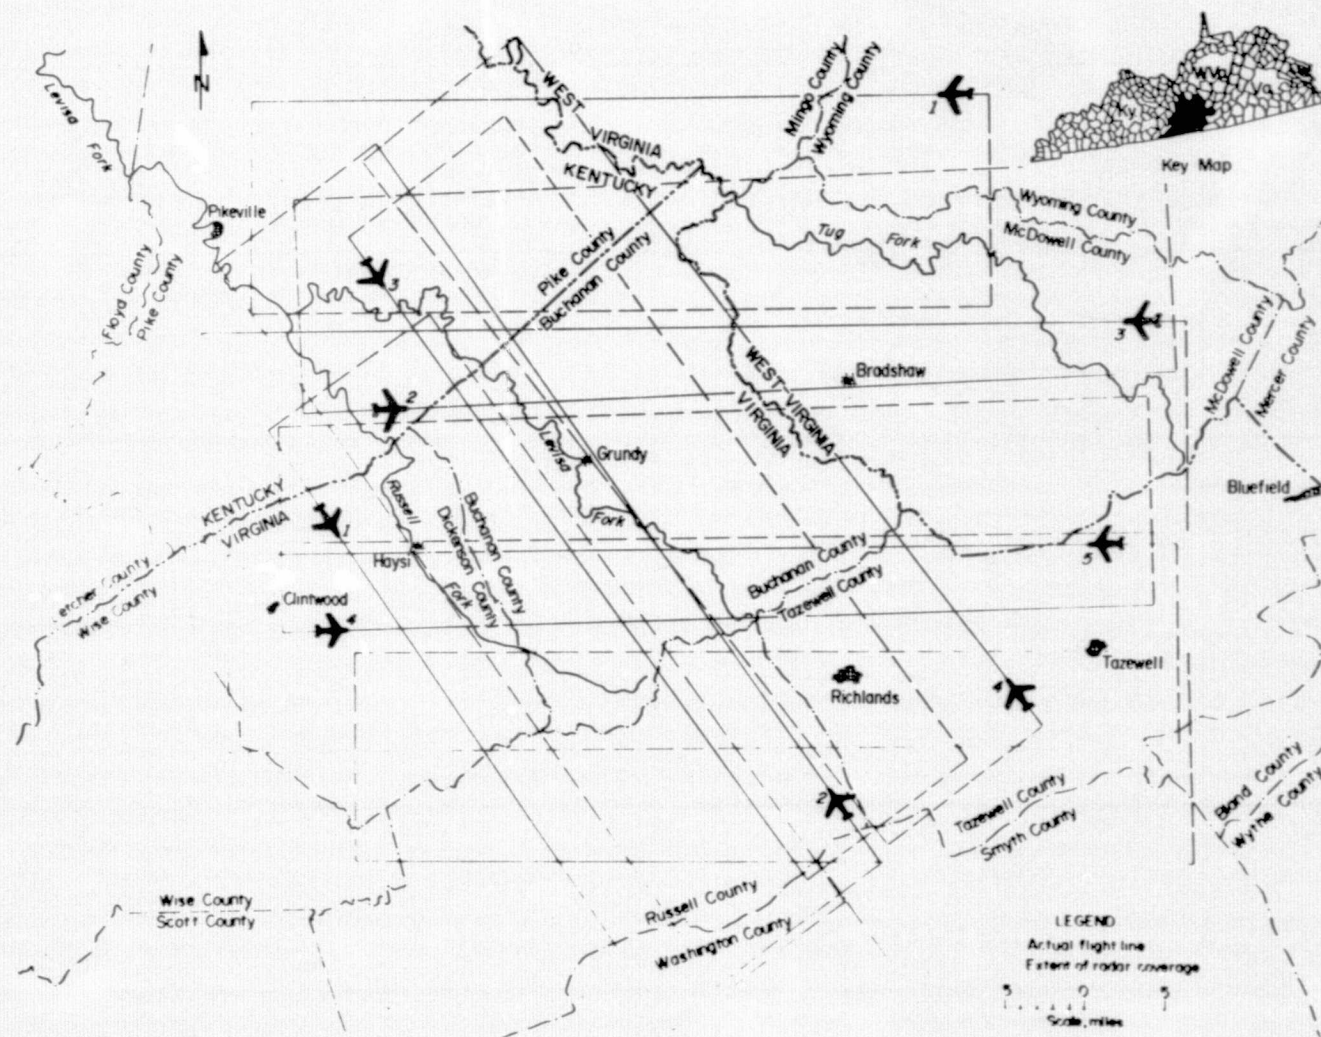 N
Levisa
Fork
Pikeville
Floyd County
Pike County
WEST
VIRGINIA
KENTUCKY
Mingo County
Wyoming County
1
WVa
Va
Ky
Key Map
Wyoming County
McDowell County
Tug Fork
Pike County
Buchanan County
3
3
McDowell County
Mercer County
WEST VIRGINIA
VIRGINIA
Bradshaw
2
Levisa
Fork
Grundy
Bluefield
KENTUCKY
VIRGINIA
1
Russell
Fork
Buchanan County
Dickenson County
Haysi
Clintwood
4
etcher County
Wise County
Buchanan County
Tazewell County
5
Tazewell
Richlands
4
2
Tazewell County
Smyth County
Bland County
Wythe County
Wise County
Scott County
Russell County
Washington County
LEGEND
Actual flight line
Extent of radar coverage
5 0 5
Scale, miles